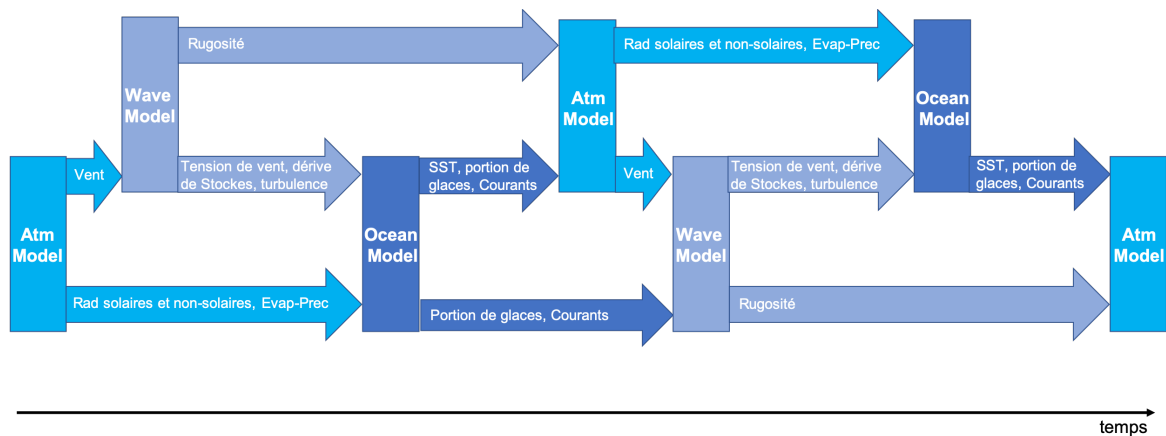 Rugosité
Rad solaires et non-solaires, Evap-Prec
Wave
Model
Atm
Model
Ocean
Model
Vent
Tension de vent, dérive
de Stockes, turbulence
SST, portion de
glaces, Courants
Vent
Tension de vent, dérive
de Stockes, turbulence
SST, portion de
glaces, Courants
Atm
Model
Ocean
Model
Wave
Model
Atm
Model
Rad solaires et non-solaires, Evap-Prec
Portion de glaces, Courants
Rugosité
temps